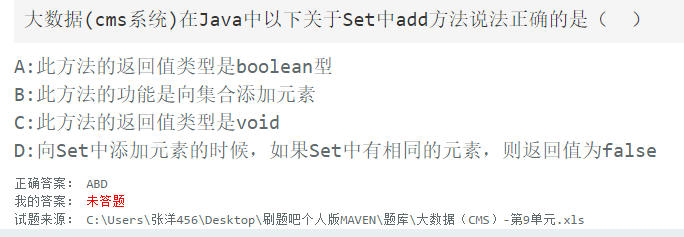 大数据(cms系统)在Java中以下关于Set中add方法说法正确的是（  ）
A:此方法的返回值类型是boolean型
B:此方法的功能是向集合添加元素
C:此方法的返回值类型是void
D:向Set中添加元素的时候，如果Set中有相同的元素，则返回值为false
正确答案： ABD
我的答案： 未答题
试题来源： C:\Users\张洋456\Desktop\刷题吧个人版MAVEN\题库\大数据（CMS）-第9单元.xls